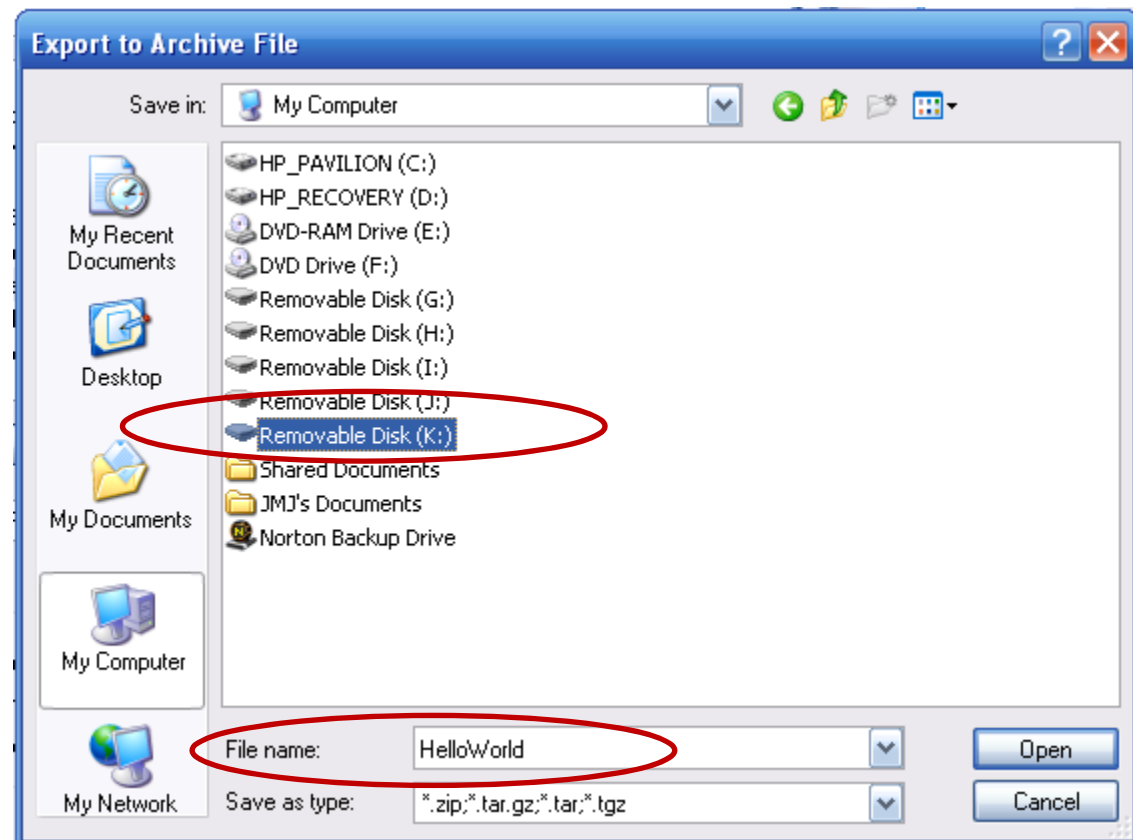 Export to Archive File
Save in: My Computer
My Recent
Documents
Desktop
My Documents
My Computer
My Network
HP_PAVILION (C:)
HP_RECOVERY (D:)
DVD-RAM Drive (E:)
DVD Drive (F:)
Removable Disk (G:)
Removable Disk (H:)
Removable Disk (I:)
Removable Disk (J:)
Removable Disk (K:)
Shared Documents
JMJ's Documents
Norton Backup Drive
File name: HelloWorld Open
Save as type: *.zip;*.tar.gz;*.tar;*.tgz Cancel